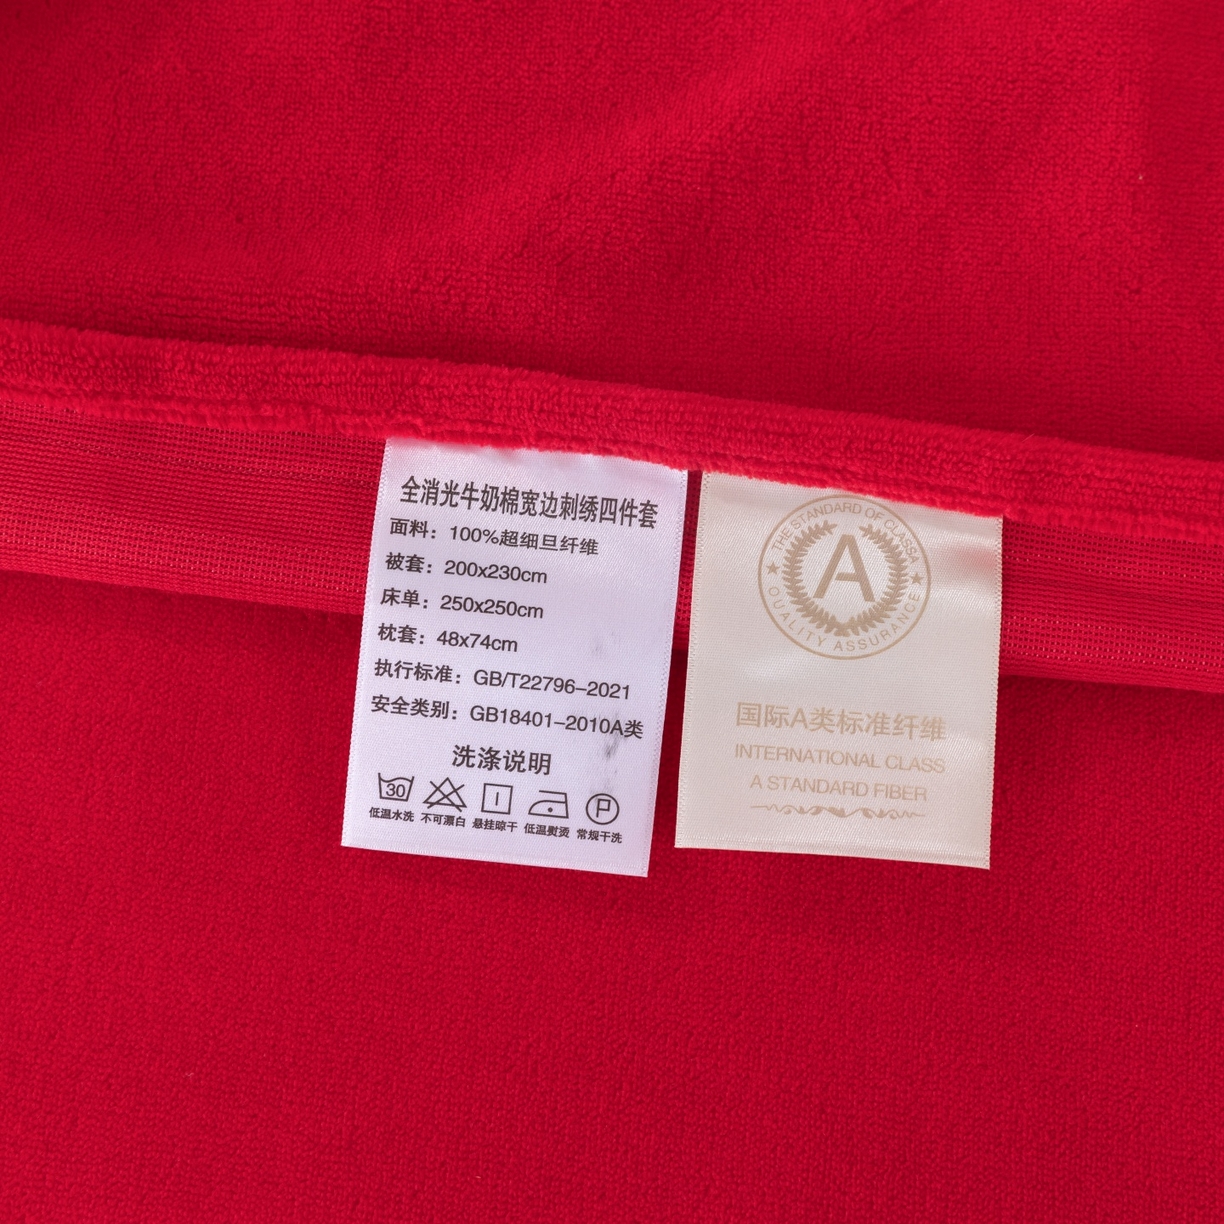 全消光牛奶棉宽边刺绣四件套
面料：100%超细旦纤维
被套：200x230cm
床单：250x250cm
枕套：48x74cm
执行标准：GB/T22796-2021
安全类别：GB18401-2010A类
洗涤说明
30
P
低温水洗 不可漂白 悬挂晾干 低温熨烫 常规干洗
THE STANDARD OF CLASSA
A
QUALITY ASSURANCE
国际A类标准纤维
INTERNATIONAL CLASS
A STANDARD FIBER